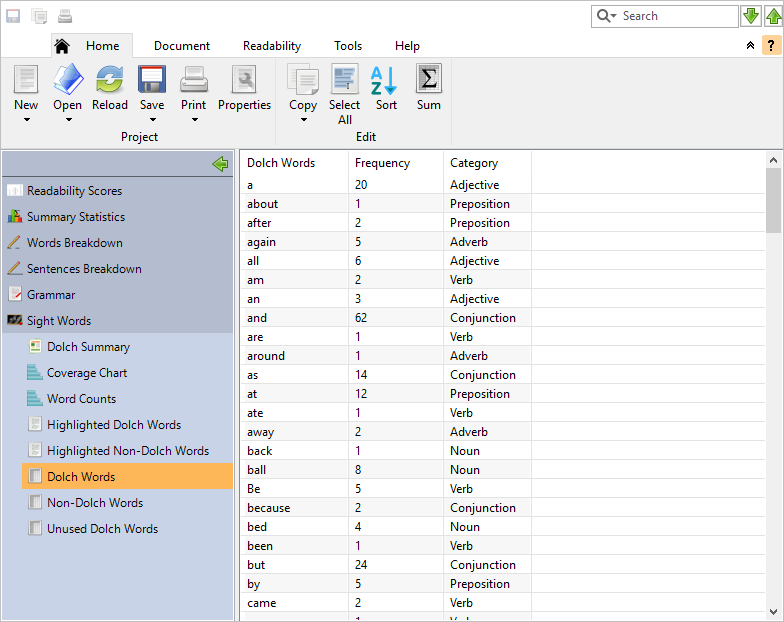 Search
Home Document Readability Tools Help ?
New Open Reload Save Print Properties Copy Select All Sort Sum
Project Edit
Readability Scores
Summary Statistics
Words Breakdown
Sentences Breakdown
Grammar
Sight Words
Dolch Summary
Coverage Chart
Word Counts
Highlighted Dolch Words
Highlighted Non-Dolch Words
Dolch Words
Non-Dolch Words
Unused Dolch Words
Dolch Words Frequency Category
a 20 Adjective
about 1 Preposition
after 2 Preposition
again 5 Adverb
all 6 Adjective
am 2 Verb
an 3 Adjective
and 62 Conjunction
are 1 Verb
around 1 Adverb
as 14 Conjunction
at 12 Preposition
ate 1 Verb
away 2 Adverb
back 1 Noun
ball 8 Noun
Be 5 Verb
because 2 Conjunction
bed 4 Noun
been 1 Verb
but 24 Conjunction
by 5 Preposition
came 2 Verb